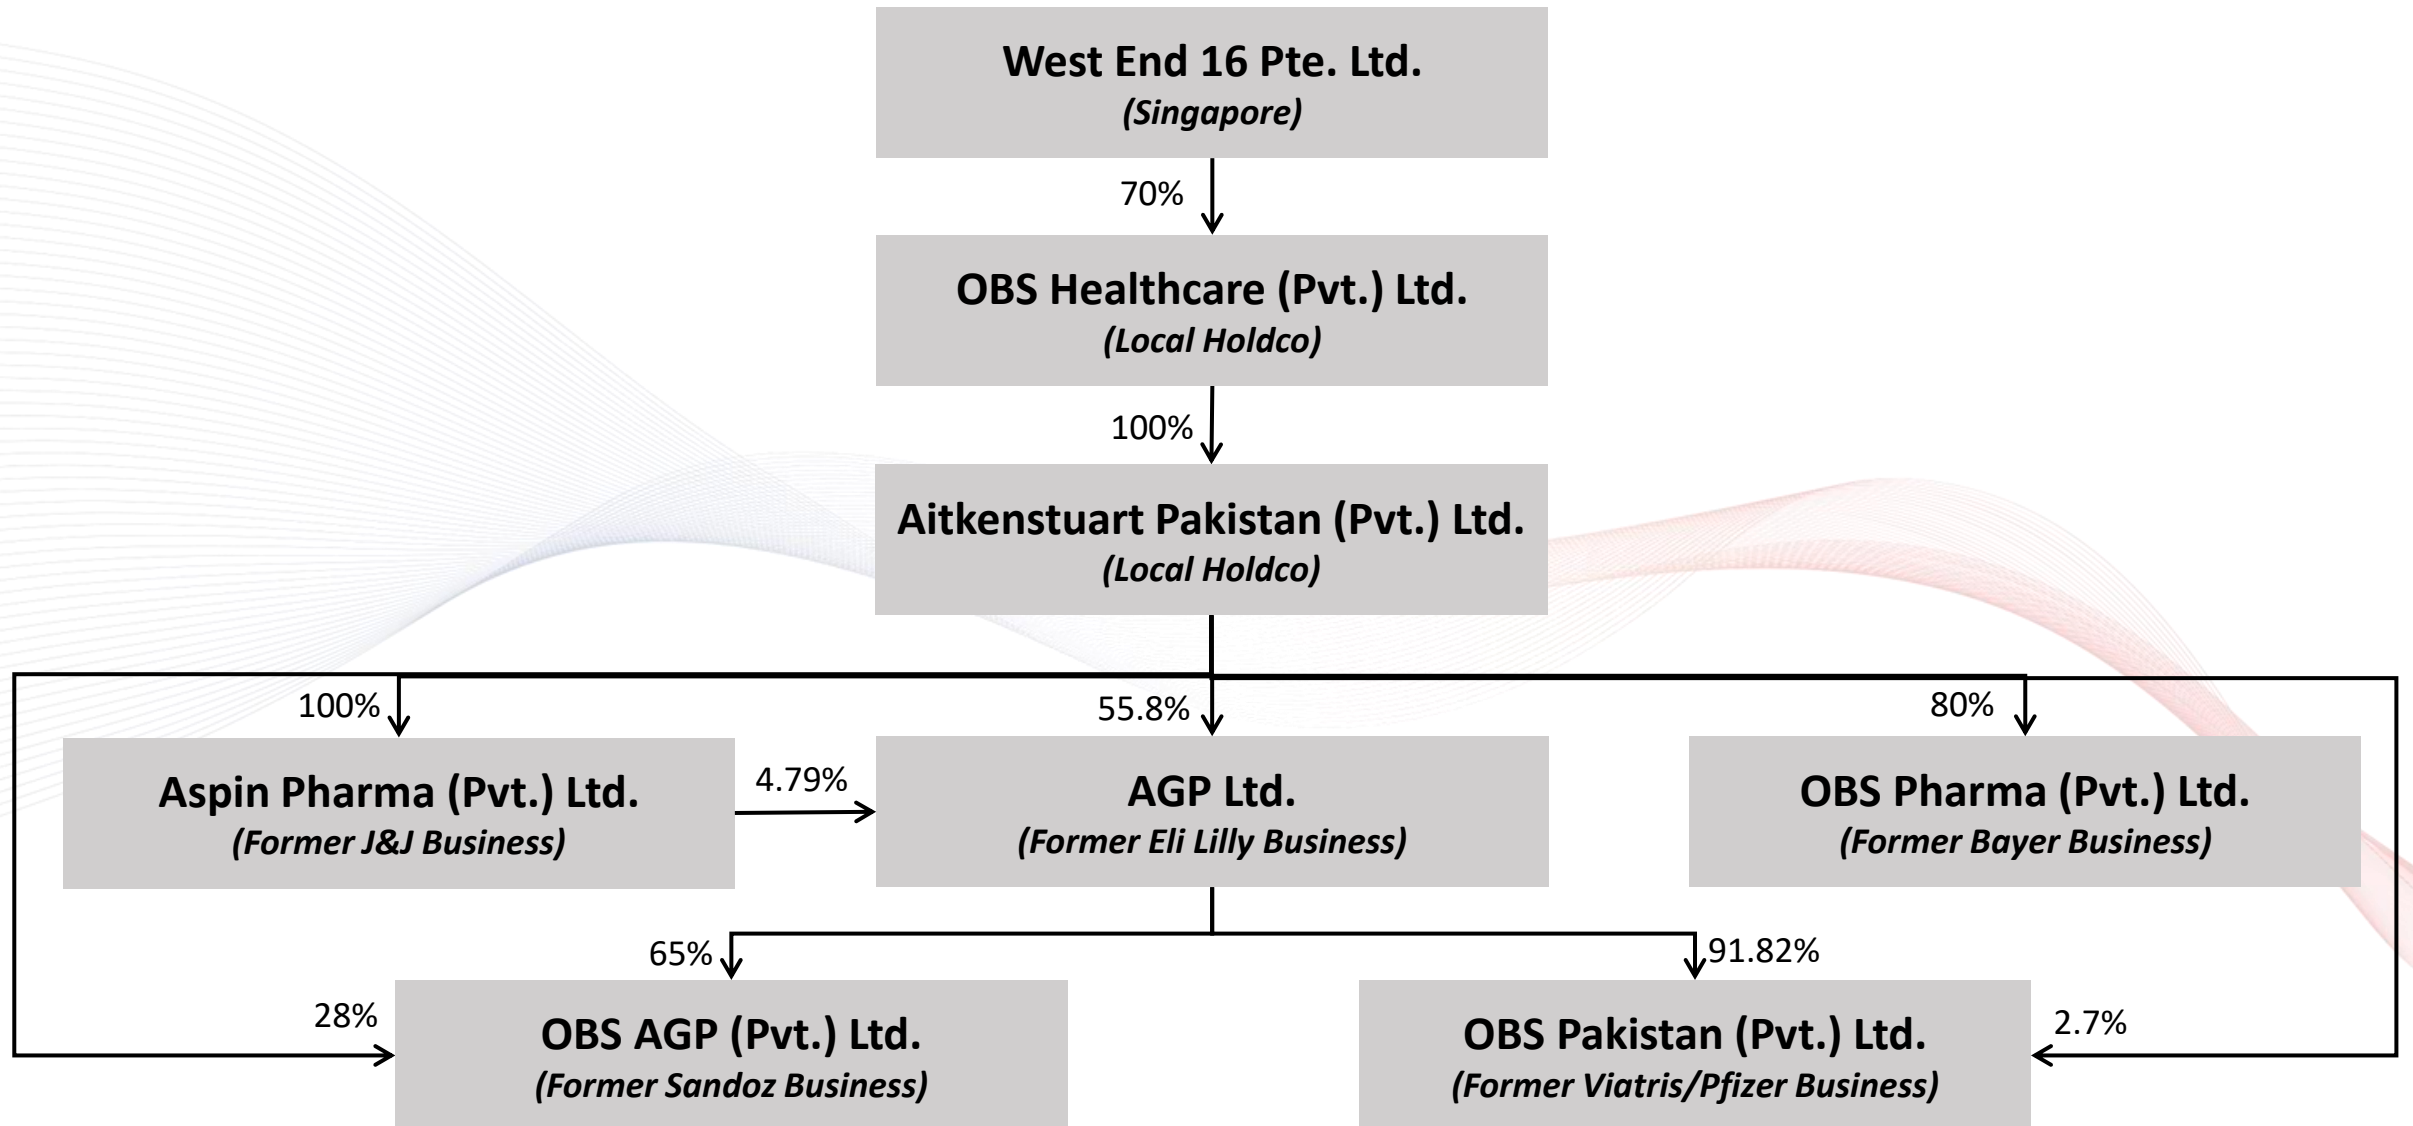 West End 16 Pte. Ltd.
(Singapore)
70%
OBS Healthcare (Pvt.) Ltd.
(Local Holdco)
100%
Aitkenstuart Pakistan (Pvt.) Ltd.
(Local Holdco)
100%
55.8%
80%
Aspin Pharma (Pvt.) Ltd.
(Former J&J Business)
4.79%
AGP Ltd.
(Former Eli Lilly Business)
OBS Pharma (Pvt.) Ltd.
(Former Bayer Business)
65%
91.82%
28%
OBS AGP (Pvt.) Ltd.
(Former Sandoz Business)
OBS Pakistan (Pvt.) Ltd.
(Former Viatris/Pfizer Business)
2.7%